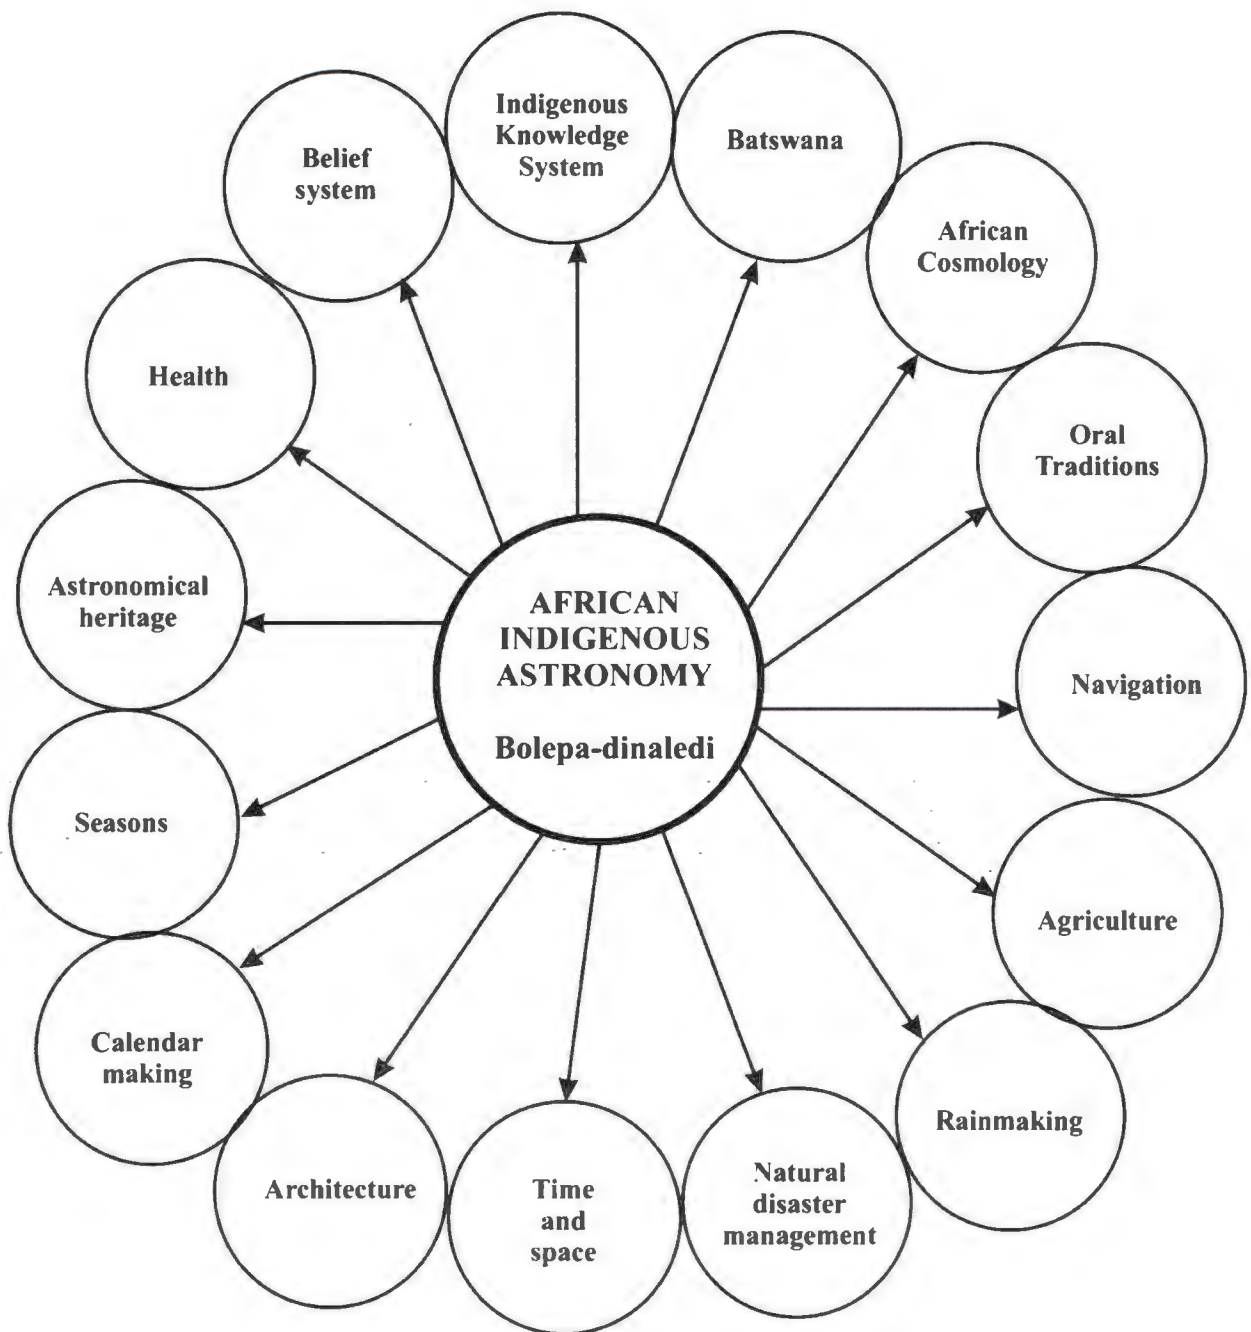 Indigenous
Knowledge
System
Batswana
African
Cosmology
Oral
Traditions
Navigation
Agriculture
Rainmaking
Natural
disaster
management
Time
and
space
Architecture
Calendar
making
Seasons
Astronomical
heritage
Health
Belief
system
AFRICAN
INDIGENOUS
ASTRONOMY
Bolepa-dinaledi